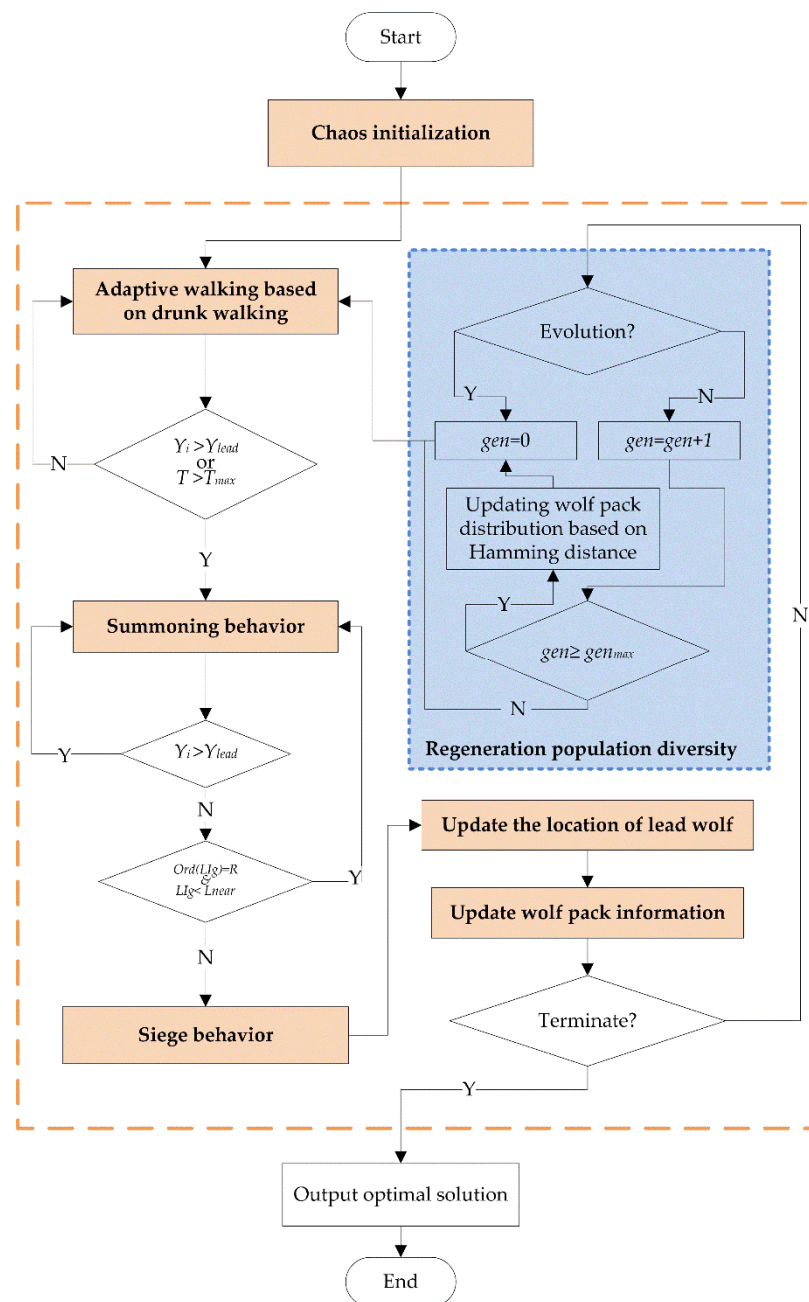 Start
Chaos initialization
Adaptive walking based
on drunk walking
Evolution?
Y
N
gen=0
gen=gen+1
Yi >Ylead
or
T >Tmax
N
Updating wolf pack
distribution based on
Hamming distance
Y
Y
Summoning behavior
gen≥ genmax
N
N
Yi >Ylead
Y
Regeneration population diversity
N
Update the location of lead wolf
Ord(LIg)=R
&
LIg< Lnear
Y
Update wolf pack information
N
Siege behavior
Terminate?
Y
Output optimal solution
End